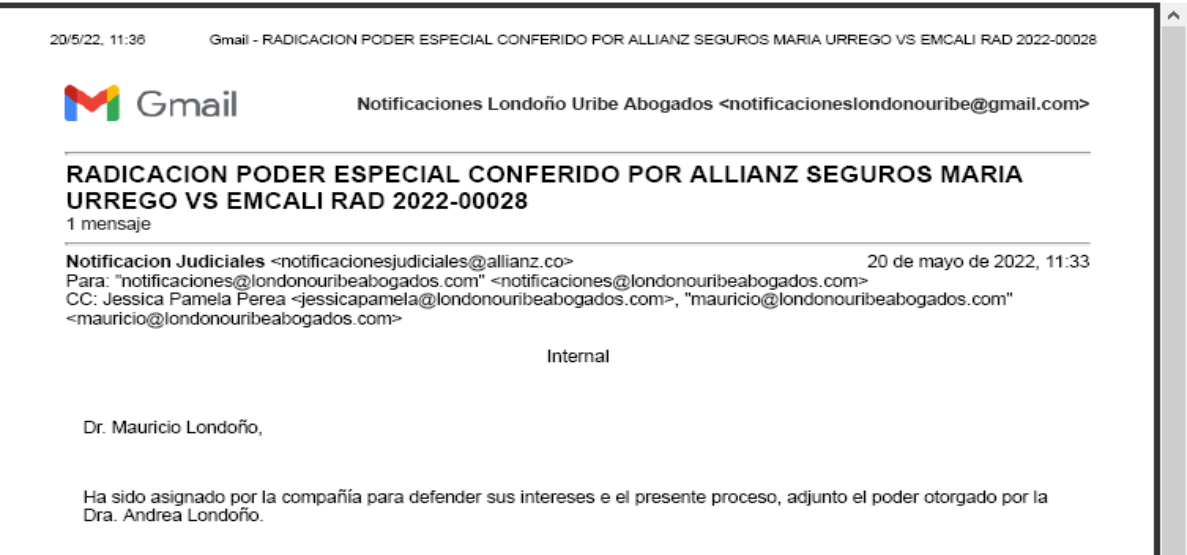 20/5/22, 11:36 Gmail - RADICACION PODER ESPECIAL CONFERIDO POR ALLIANZ SEGUROS MARIA URREGO VS EMCALI RAD 2022-00028
Gmail Notificaciones Londoño Uribe Abogados <notificacioneslondonouribe@gmail.com>
RADICACION PODER ESPECIAL CONFERIDO POR ALLIANZ SEGUROS MARIA
URREGO VS EMCALI RAD 2022-00028
1 mensaje
Notificacion Judiciales <notificacionesjudiciales@allianz.co> 20 de mayo de 2022, 11:33
Para: "notificaciones@londonouribeabogados.com" <notificaciones@londonouribeabogados.com>
CC: Jessica Pamela Perea <jessicapamela@londonouribeabogados.com>, "mauricio@londonouribeabogados.com"
<mauricio@londonouribeabogados.com>
Internal
Dr. Mauricio Londoño,
Ha sido asignado por la compañía para defender sus intereses e el presente proceso, adjunto el poder otorgado por la
Dra. Andrea Londoño.